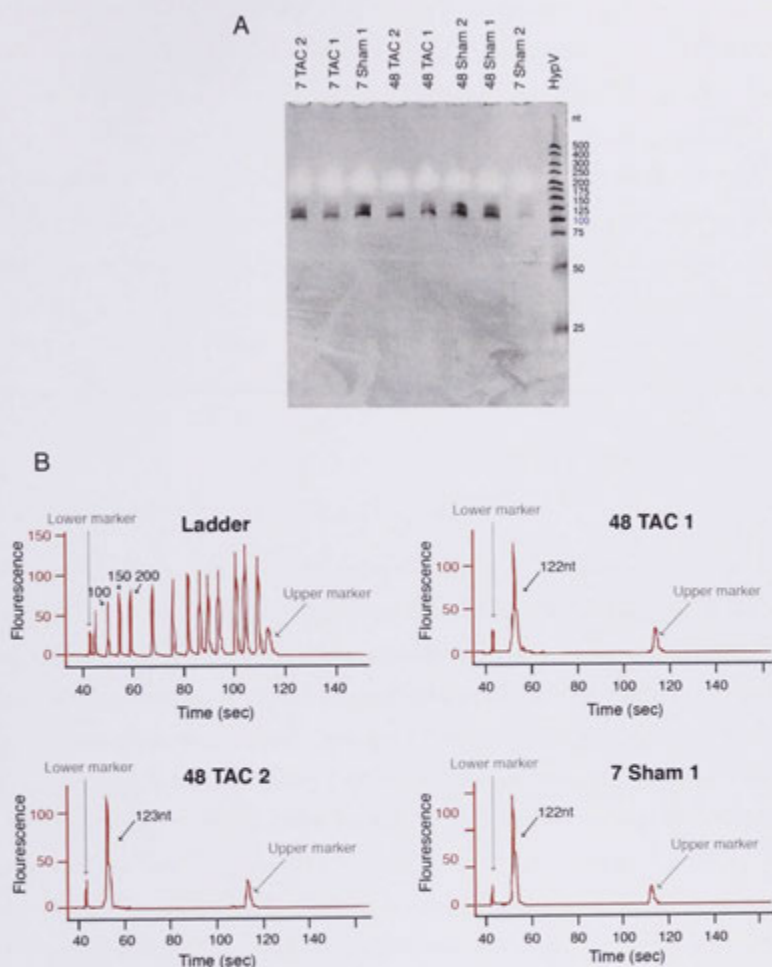 A
7 TAC 2
7 TAC 1
7 Sham 1
48 TAC 2
48 TAC 1
48 Sham 2
48 Sham 1
7 Sham 2
HypV
nt
500
400
300
250
200
175
150
125
100
75
50
25
B
Lower marker
Ladder
150
100
50
0
100
150
200
Upper marker
Flourescence
40 60 80 100 120 140
Time (sec)
Lower marker
48 TAC 1
100
50
0
122nt
Upper marker
Flourescence
40 60 80 100 120 140
Time (sec)
Lower marker
48 TAC 2
100
50
0
123nt
Upper marker
Flourescence
40 60 80 100 120 140
Time (sec)
Lower marker
7 Sham 1
100
50
0
122nt
Upper marker
Flourescence
40 60 80 100 120 140
Time (sec)